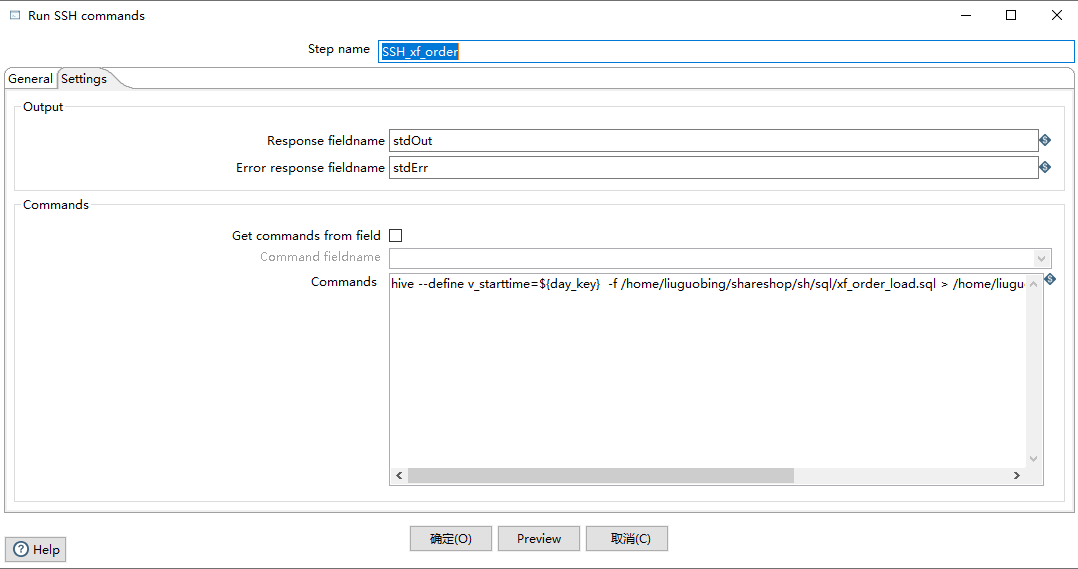 Run SSH commands
Step name SSH_xf_order
General Settings
Output
Response fieldname stdOut
Error response fieldname stdErr
Commands
Get commands from field
Command fieldname
Commands hive --define v_starttime=${day_key}  -f /home/liuguobing/shareshop/sh/sql/xf_order_load.sql > /home/liugu
确定(O) Preview 取消(C)
Help